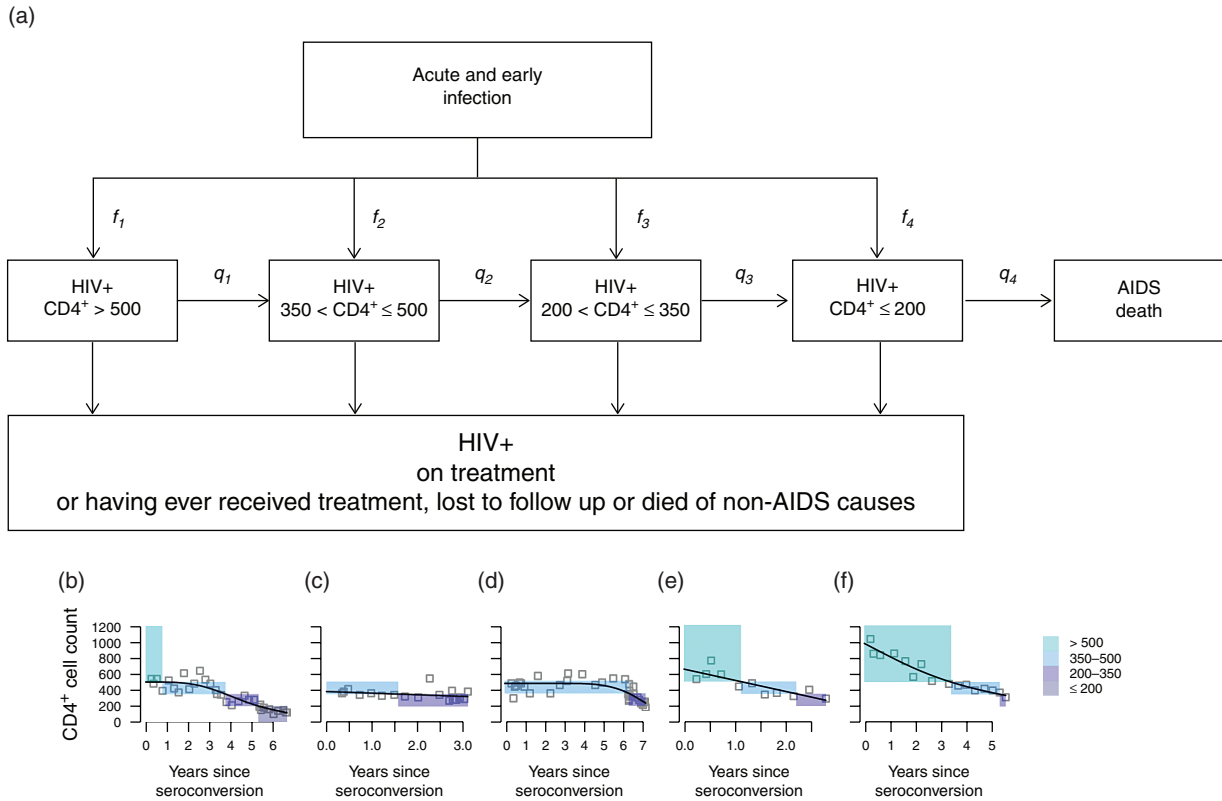 (a)
Acute and early
infection
f1
f2
f3
f4
HIV+
CD4+ > 500
q1
HIV+
350 < CD4+ ≤ 500
q2
HIV+
200 < CD4+ ≤ 350
q3
HIV+
CD4+ ≤ 200
q4
AIDS
death
HIV+
on treatment
or having ever received treatment, lost to follow up or died of non-AIDS causes
(b)
(c)
(d)
(e)
(f)
CD4+ cell count
1200
1000
800
600
400
200
0
0 1 2 3 4 5 6
0.0 1.0 2.0 3.0
0 1 2 3 4 5 6 7
0.0 1.0 2.0
0 1 2 3 4 5
Years since
seroconversion
Years since
seroconversion
Years since
seroconversion
Years since
seroconversion
Years since
seroconversion
> 500
350–500
200–350
≤ 200